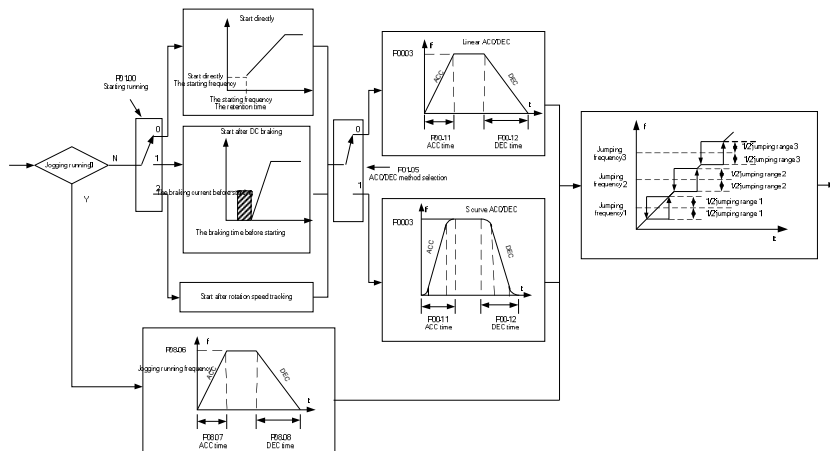 Start directly
f
Start directly
The starting frequency
t
The starting frequency
The retention time
P01.00
Starting running
0
1
2
Jogging running?
N
Y
Start after DC braking
The braking current before starting
The braking time before starting
Start after rotation speed tracking
0
1
P01.05
ACC/DEC method selection
Linear ACC/DEC
f
P00.03
ACC
DEC
t
P00.11
ACC time
P00.12
DEC time
S curve ACC/DEC
f
P00.03
ACC
DEC
t
P00.11
ACC time
P00.12
DEC time
P08.06
f
Jogging running frequency
ACC
DEC
t
P08.07
ACC time
P08.08
DEC time
f
Jumping
frequency3
1/2*jumping range 3
1/2*jumping range 3
Jumping
frequency2
1/2*jumping range 2
1/2*jumping range 2
Jumping
frequency1
1/2*jumping range 1
1/2*jumping range 1
t